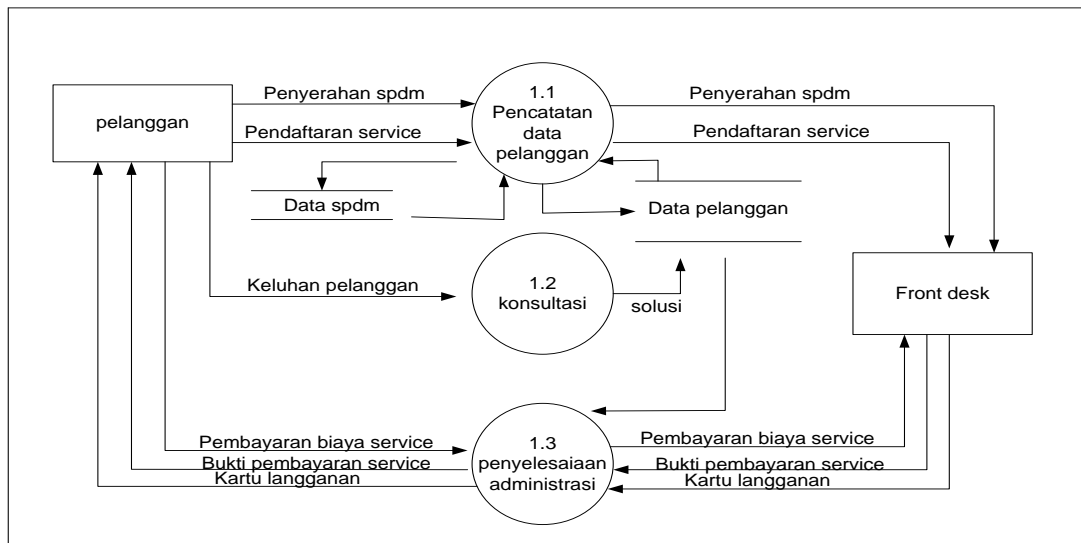 pelanggan
Penyerahan spdm
Pendaftaran service
1.1
Pencatatan
data
pelanggan
Penyerahan spdm
Pendaftaran service
Data spdm
Data pelanggan
Keluhan pelanggan
1.2
konsultasi
solusi
Front desk
Pembayaran biaya service
Bukti pembayaran service
Kartu langganan
1.3
penyelesaiaan
administrasi
Pembayaran biaya service
Bukti pembayaran service
Kartu langganan